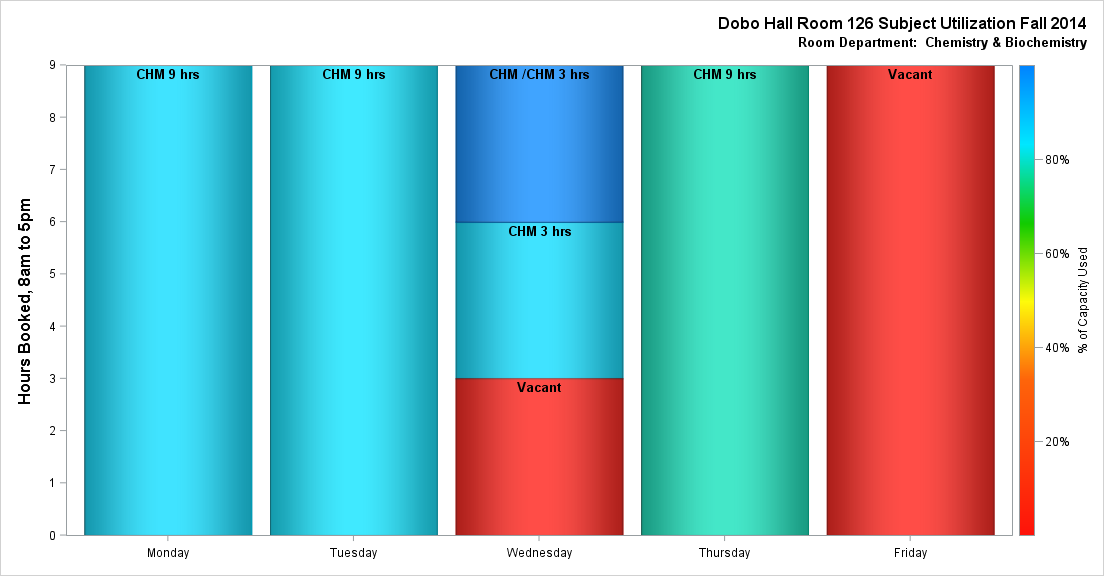 Dobo Hall Room 126 Subject Utilization Fall 2014
Room Department:  Chemistry & Biochemistry
Hours Booked, 8am to 5pm
9
8
7
6
5
4
3
2
1
0
CHM 9 hrs
CHM 9 hrs
CHM /CHM 3 hrs
CHM 3 hrs
Vacant
CHM 9 hrs
Vacant
Monday
Tuesday
Wednesday
Thursday
Friday
80%
60%
40%
20%
% of Capacity Used